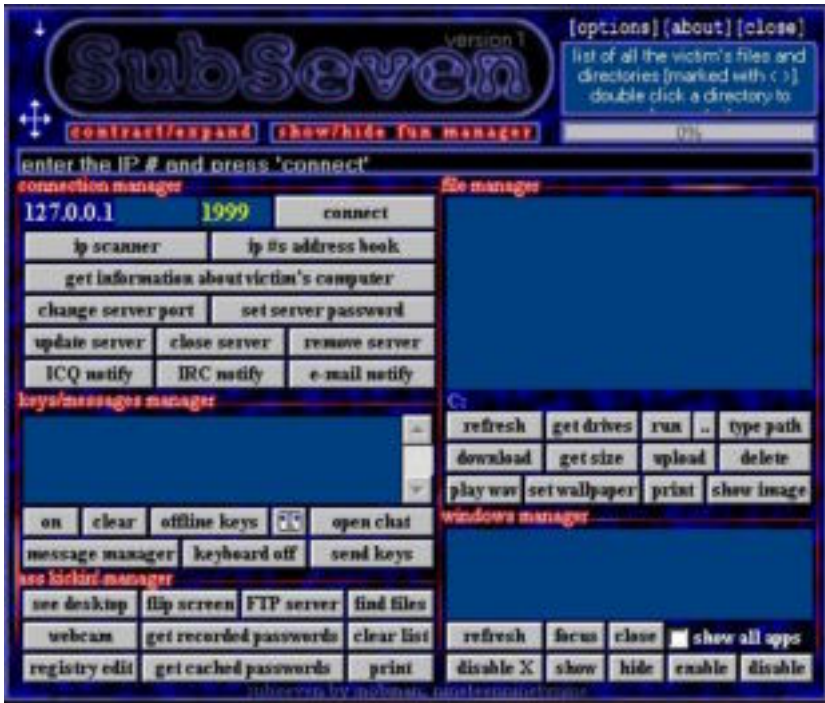 version 1
SubSeven
[options] [about] [close]
list of all the victim's files and
directories [marked with < >].
double click a directory to
contract/expand
show/hide fun manager
0%
enter the IP # and press 'connect'
connection manager
127.0.0.1 1999 connect
ip scanner ip #s address book
get information about victim's computer
change server port set server password
update server close server remove server
ICQ notify IRC notify e-mail notify
keys/messages manager
on clear offline keys open chat
message manager keyboard off send keys
ass kickin' manager
see desktop flip screen FTP server find files
webcam get recorded passwords clear list
registry edit get cached passwords print
file manager
C:
refresh get drives run .. type path
download get size upload delete
play wav set wallpaper print show image
windows manager
refresh focus close show all apps
disable X show hide enable disable
subseven by mobman, nineteenninetynine